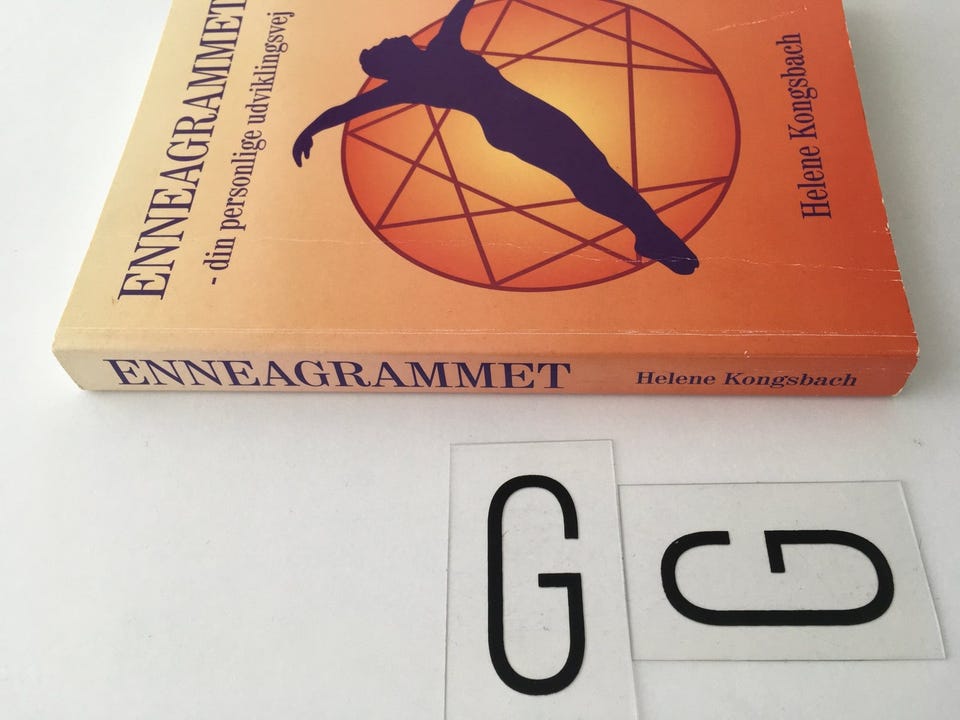 ENNEAGRAMMET
- din personlige udviklingsvej
Helene Kongsbach
ENNEAGRAMMET Helene Kongsbach
G
G